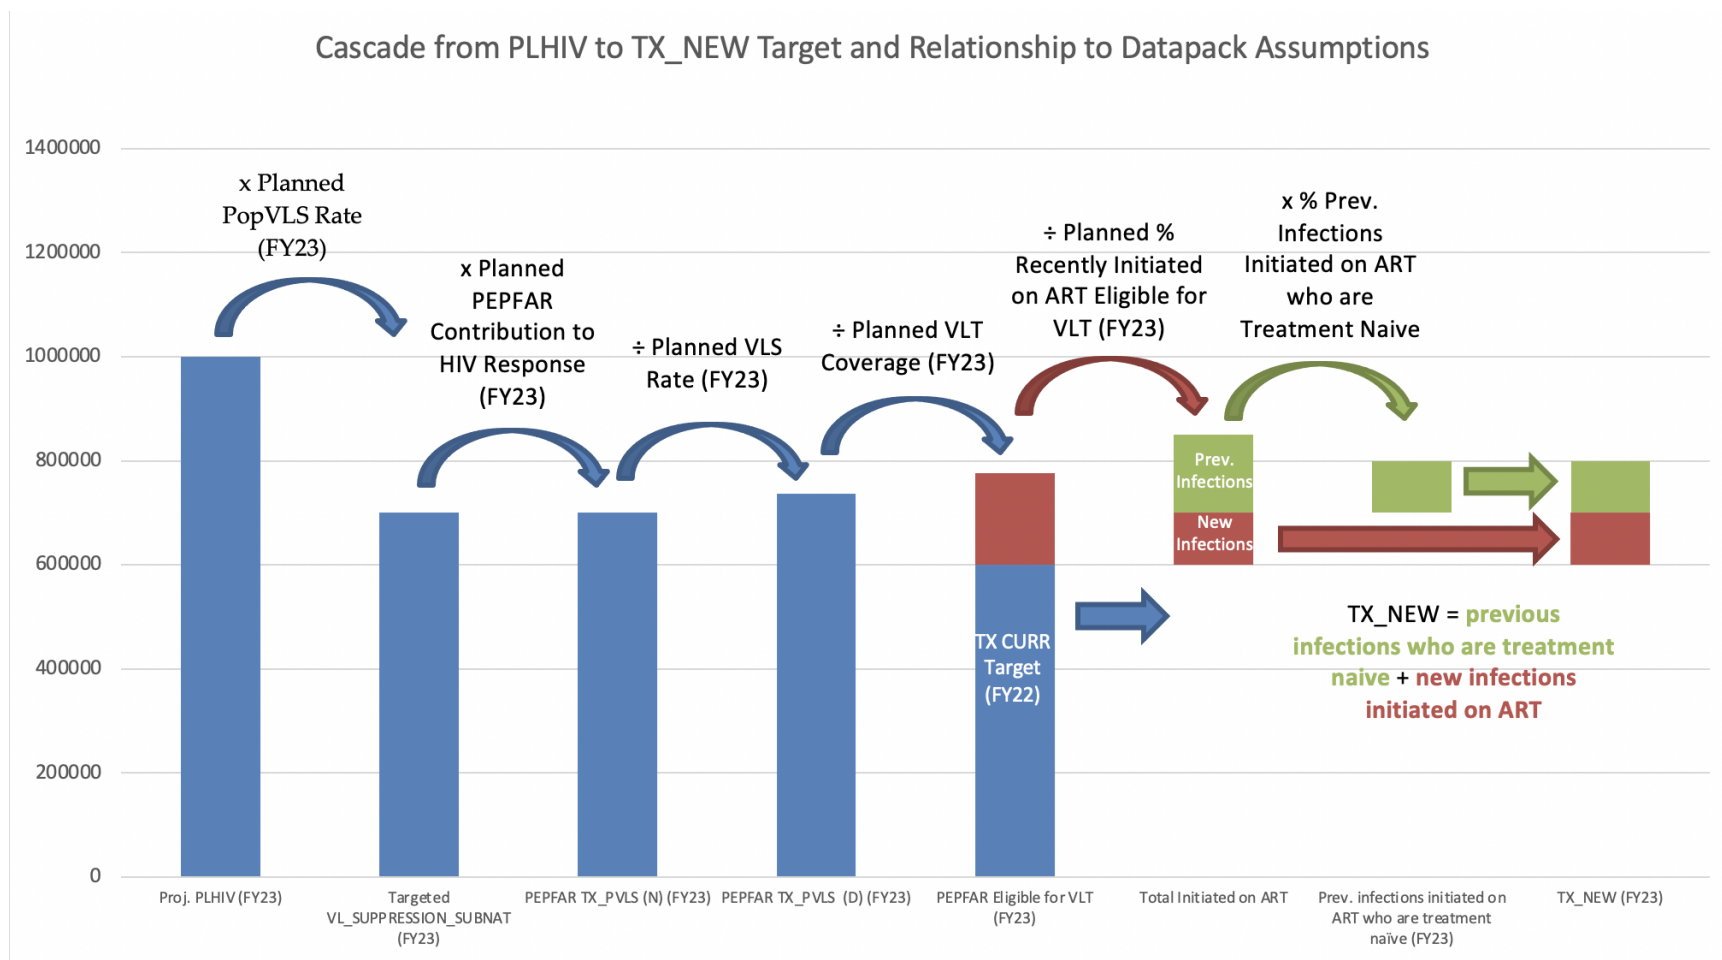 Cascade from PLHIV to TX_NEW Target and Relationship to Datapack Assumptions
1400000
1200000
1000000
800000
600000
400000
200000
0
x Planned
PopVLS Rate
(FY23)
x Planned
PEPFAR
Contribution to
HIV Response
(FY23)
÷ Planned VLS
Rate (FY23)
÷ Planned VLT
Coverage (FY23)
÷ Planned %
Recently Initiated
on ART Eligible for
VLT (FY23)
x % Prev.
Infections
Initiated on ART
who are
Treatment Naive
TX CURR
Target
(FY22)
Prev.
Infections
New
Infections
TX_NEW = previous
infections who are treatment
naive + new infections
initiated on ART
Proj. PLHIV (FY23)
Targeted
VL_SUPPRESSION_SUBNAT
(FY23)
PEPFAR TX_PVLS (N) (FY23)
PEPFAR TX_PVLS (D) (FY23)
PEPFAR Eligible for VLT
(FY23)
Total Initiated on ART
Prev. infections initiated on
ART who are treatment
naïve (FY23)
TX_NEW (FY23)